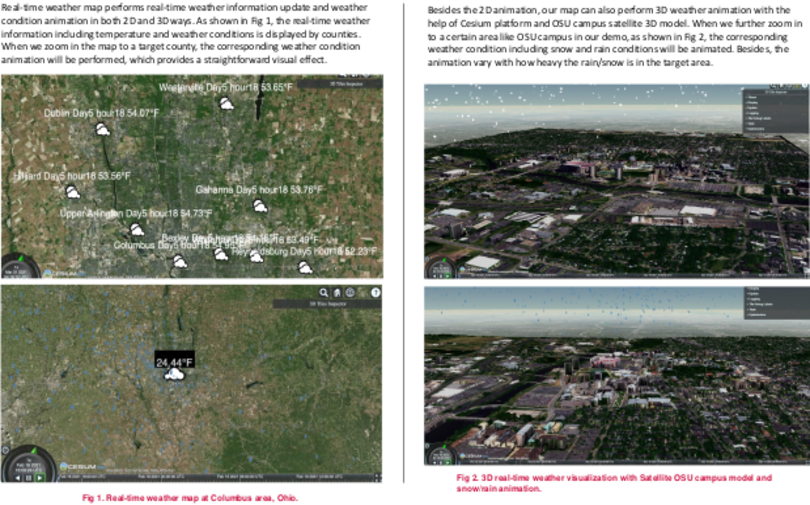 Real-time weather map performs real-time weather information update and weather
condition animation in both 2D and 3D ways. As shown in Fig 1, the real-time weather
information including temperature and weather conditions is displayed by counties.
When we zoom in the map to a target county, the corresponding weather condition
animation will be performed, which provides a straightforward visual effect.
Westerville Day5 hour18 53.65°F
Dublin Day5 hour18 54.07°F
Hilliard Day5 hour18 53.56°F
Gahanna Day5 hour18 53.76°F
Upper Arlington Day5 hour18 54.73°F
Bexley Day5
Columbus Day5 hour18
Reynoldsburg Day5 hour18 52.23°F
CESIUM
3D Tiles Inspector
24.44°F
CESIUM
Fig 1. Real-time weather map at Columbus area, Ohio.
Besides the 2D animation, our map can also perform 3D weather animation with the
help of Cesium platform and OSU campus satellite 3D model. When we further zoom in
to a certain area like OSU campus in our demo, as shown in Fig 2, the corresponding
weather condition including snow and rain conditions will be animated. Besides, the
animation vary with how heavy the rain/snow is in the target area.
Fig 2. 3D real-time weather visualization with Satellite OSU campus model and
snow/rain animation.